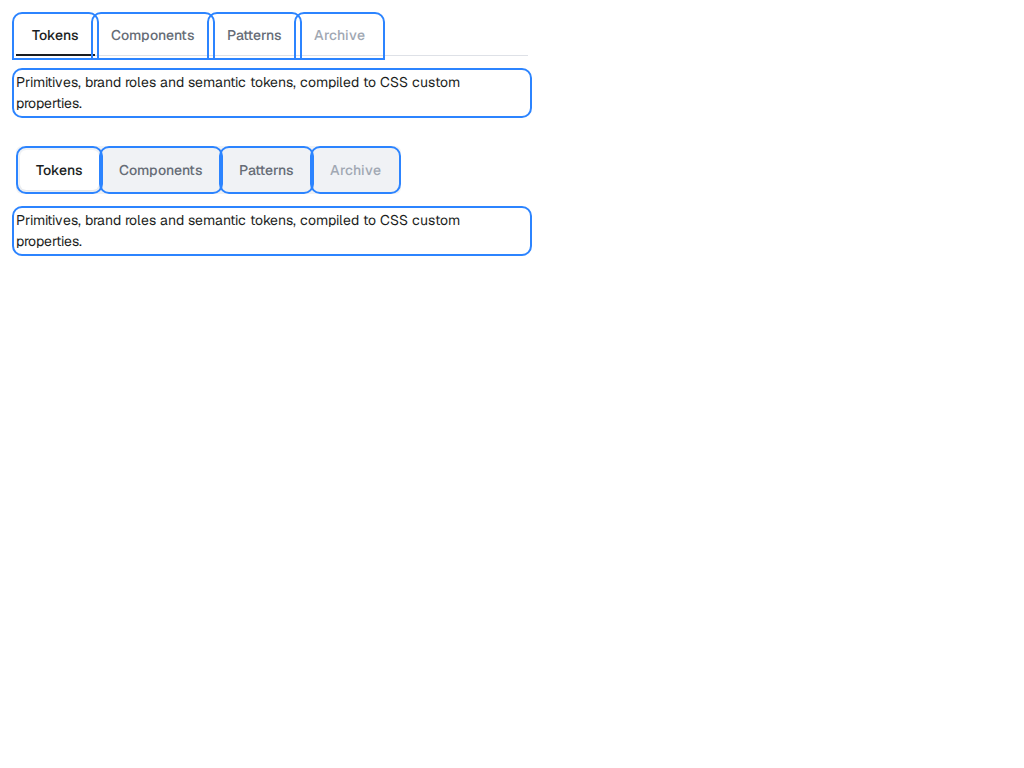 Tokens Components Patterns Archive
Primitives, brand roles and semantic tokens, compiled to CSS custom
properties.
Tokens Components Patterns Archive
Primitives, brand roles and semantic tokens, compiled to CSS custom
properties.